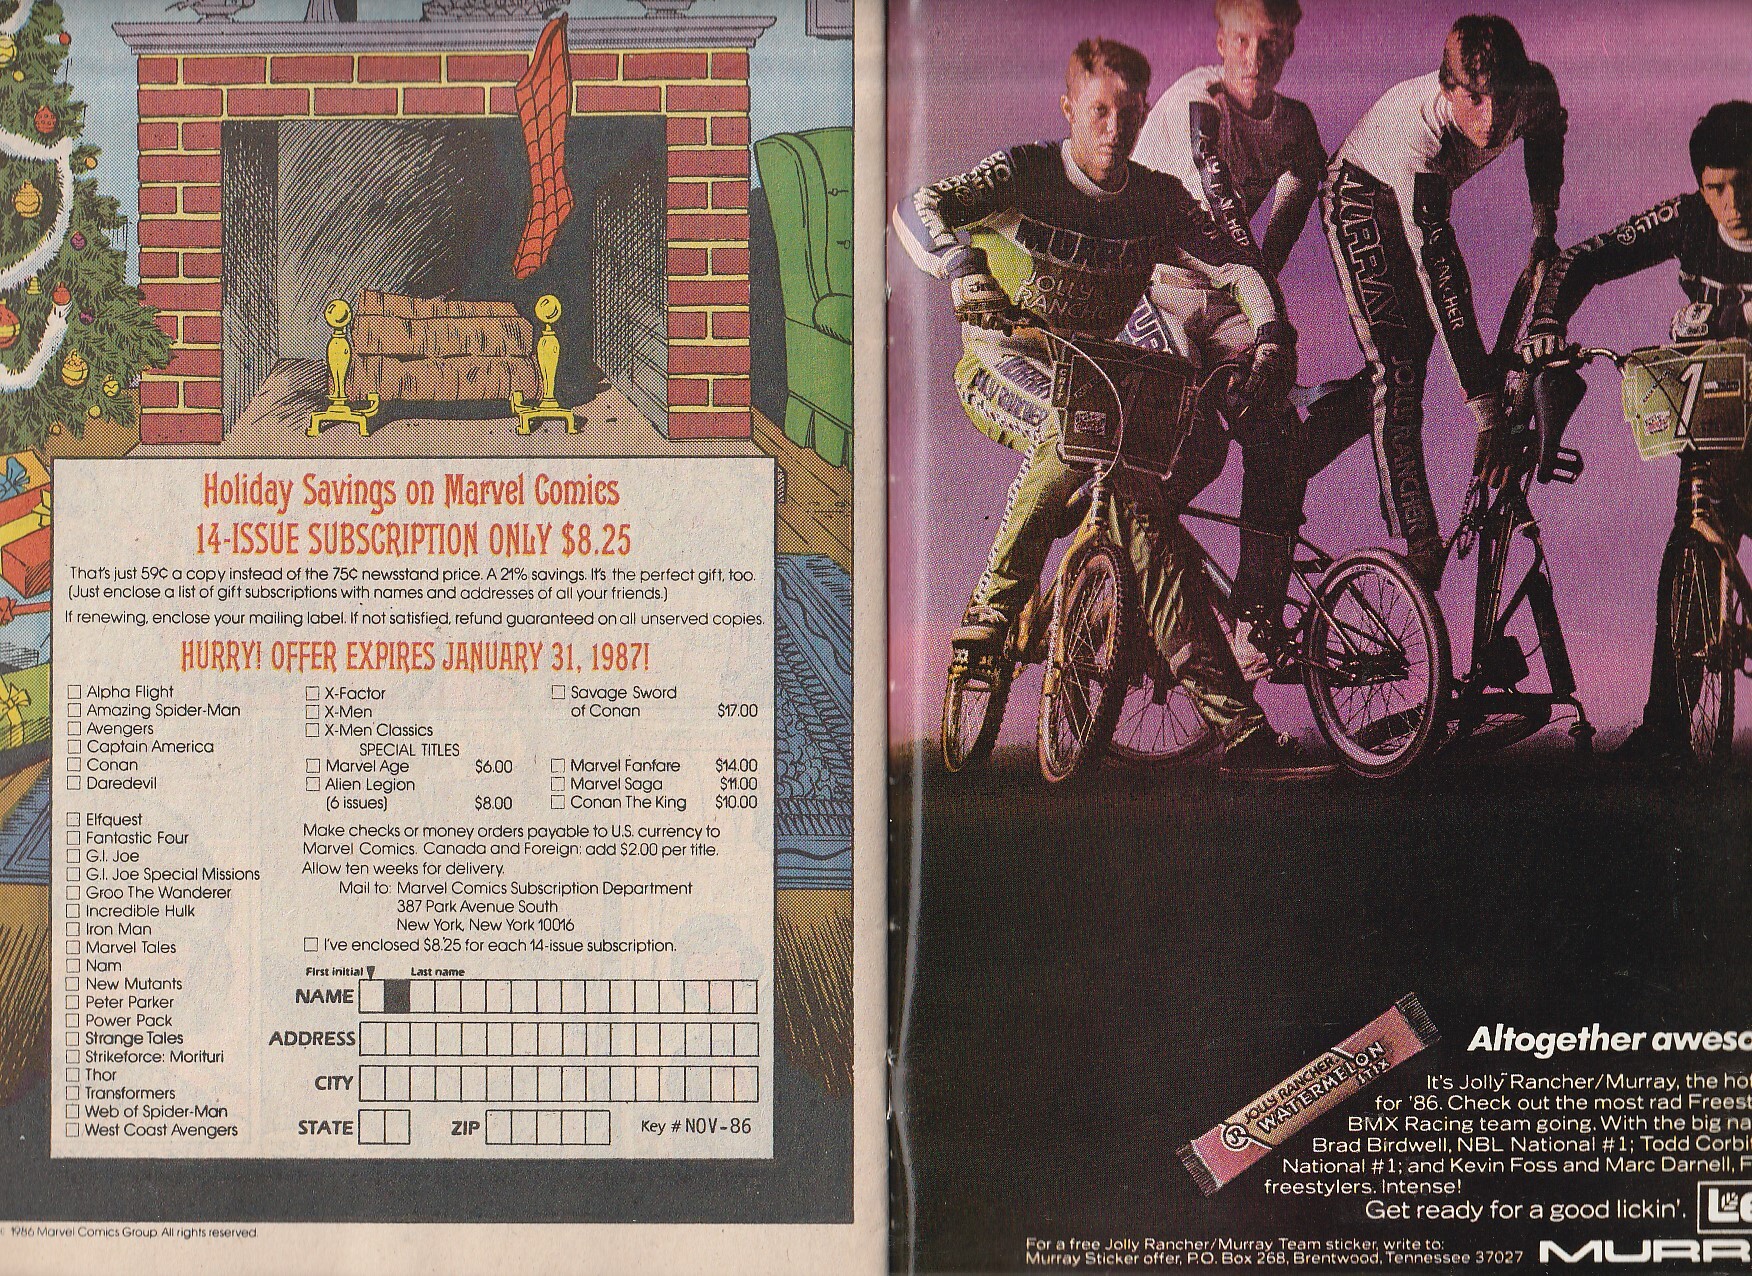 Holiday Savings on Marvel Comics
14-ISSUE SUBSCRIPTION ONLY $8.25
That's just 59¢ a copy instead of the 75¢ newsstand price. A 21% savings. It's the perfect gift, too.
(Just enclose a list of gift subscriptions with names and addresses of all your friends.)
If renewing, enclose your mailing label. If not satisfied, refund guaranteed on all unserved copies.
HURRY! OFFER EXPIRES JANUARY 31, 1987!
Alpha Flight
Amazing Spider-Man
Avengers
Captain America
Conan
Daredevil
Elfquest
Fantastic Four
G.I. Joe
G.I. Joe Special Missions
Groo The Wanderer
Incredible Hulk
Iron Man
Marvel Tales
Nam
New Mutants
Peter Parker
Power Pack
Strange Tales
Strikeforce: Morituri
Thor
Transformers
Web of Spider-Man
West Coast Avengers
X-Factor
X-Men
X-Men Classics
Savage Sword
of Conan $17.00
SPECIAL TITLES
Marvel Age $6.00
Alien Legion
(6 issues) $8.00
Marvel Fanfare $14.00
Marvel Saga $11.00
Conan The King $10.00
Make checks or money orders payable to U.S. currency to
Marvel Comics. Canada and Foreign: add $2.00 per title.
Allow ten weeks for delivery.
Mail to: Marvel Comics Subscription Department
387 Park Avenue South
New York, New York 10016
I've enclosed $8.25 for each 14-issue subscription.
First initial Last name
NAME
ADDRESS
CITY
STATE ZIP Key # NOV-86
1986 Marvel Comics Group. All rights reserved.
MURRAY
JOLLY RANCHER
MURR
JOLLY
RANCHE
1
1
JOLLY RANCHER
WATERMELON
STIX
Altogether aweso
It's Jolly Rancher/Murray, the ho
for '86. Check out the most rad Freest
BMX Racing team going. With the big na
Brad Birdwell, NBL National #1; Todd Corbi
National #1; and Kevin Foss and Marc Darnell, F
freestylers. Intense!
Get ready for a good lickin'.
For a free Jolly Rancher/Murray Team sticker, write to:
Murray Sticker offer, P.O. Box 268, Brentwood, Tennessee 37027
MURR